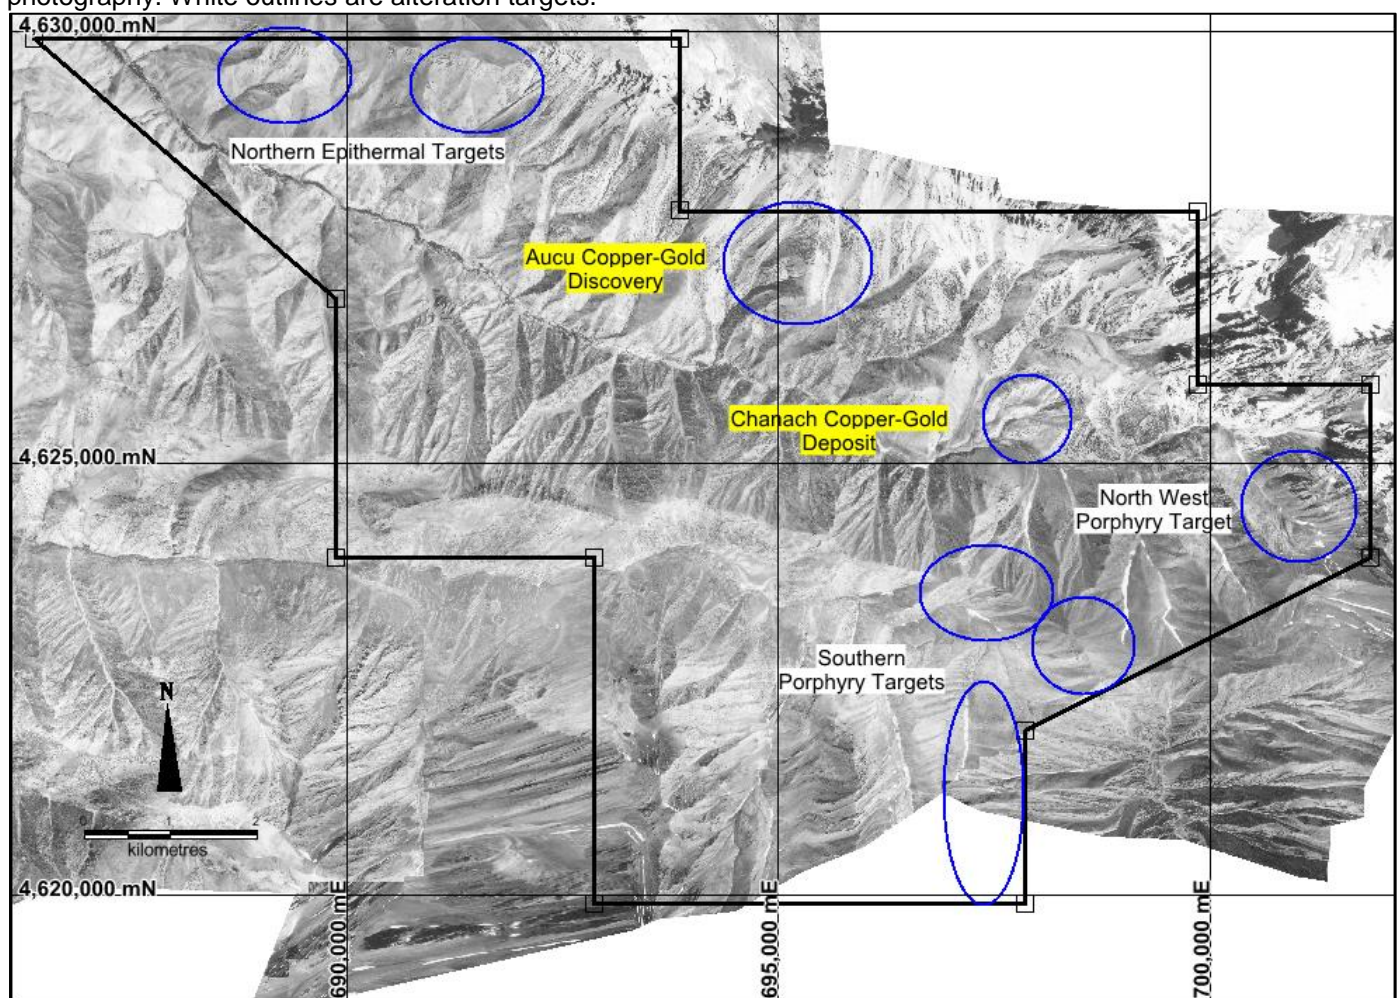 photography. White outlines are alteration targets.
4,630,000 mN
Northern Epithermal Targets
Aucu Copper-Gold
Discovery
Chanach Copper-Gold
Deposit
4,625,000 mN
North West
Porphyry Target
Southern
Porphyry Targets
N
0 1 2
kilometres
4,620,000 mN
690,000 mE
695,000 mE
700,000 mE